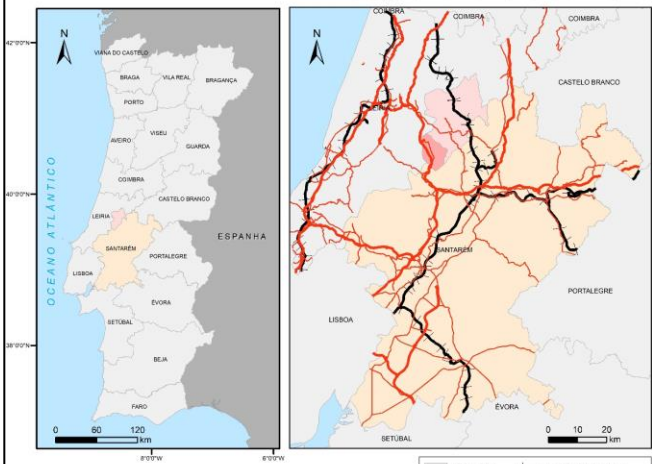 42°0'0"N
40°0'0"N
38°0'0"N
8°0'0"W
6°0'0"W
N
OCEANO ATLÂNTICO
ESPANHA
VIANA DO CASTELO
BRAGA
VILA REAL
BRAGANÇA
PORTO
AVEIRO
VISEU
GUARDA
COIMBRA
CASTELO BRANCO
LEIRIA
SANTARÉM
LISBOA
PORTALEGRE
ÉVORA
SETÚBAL
BEJA
FARO
0 60 120
km
N
COIMBRA
COIMBRA
COIMBRA
CASTELO BRANCO
SANTARÉM
LISBOA
PORTALEGRE
ÉVORA
SETÚBAL
0 10 20
km